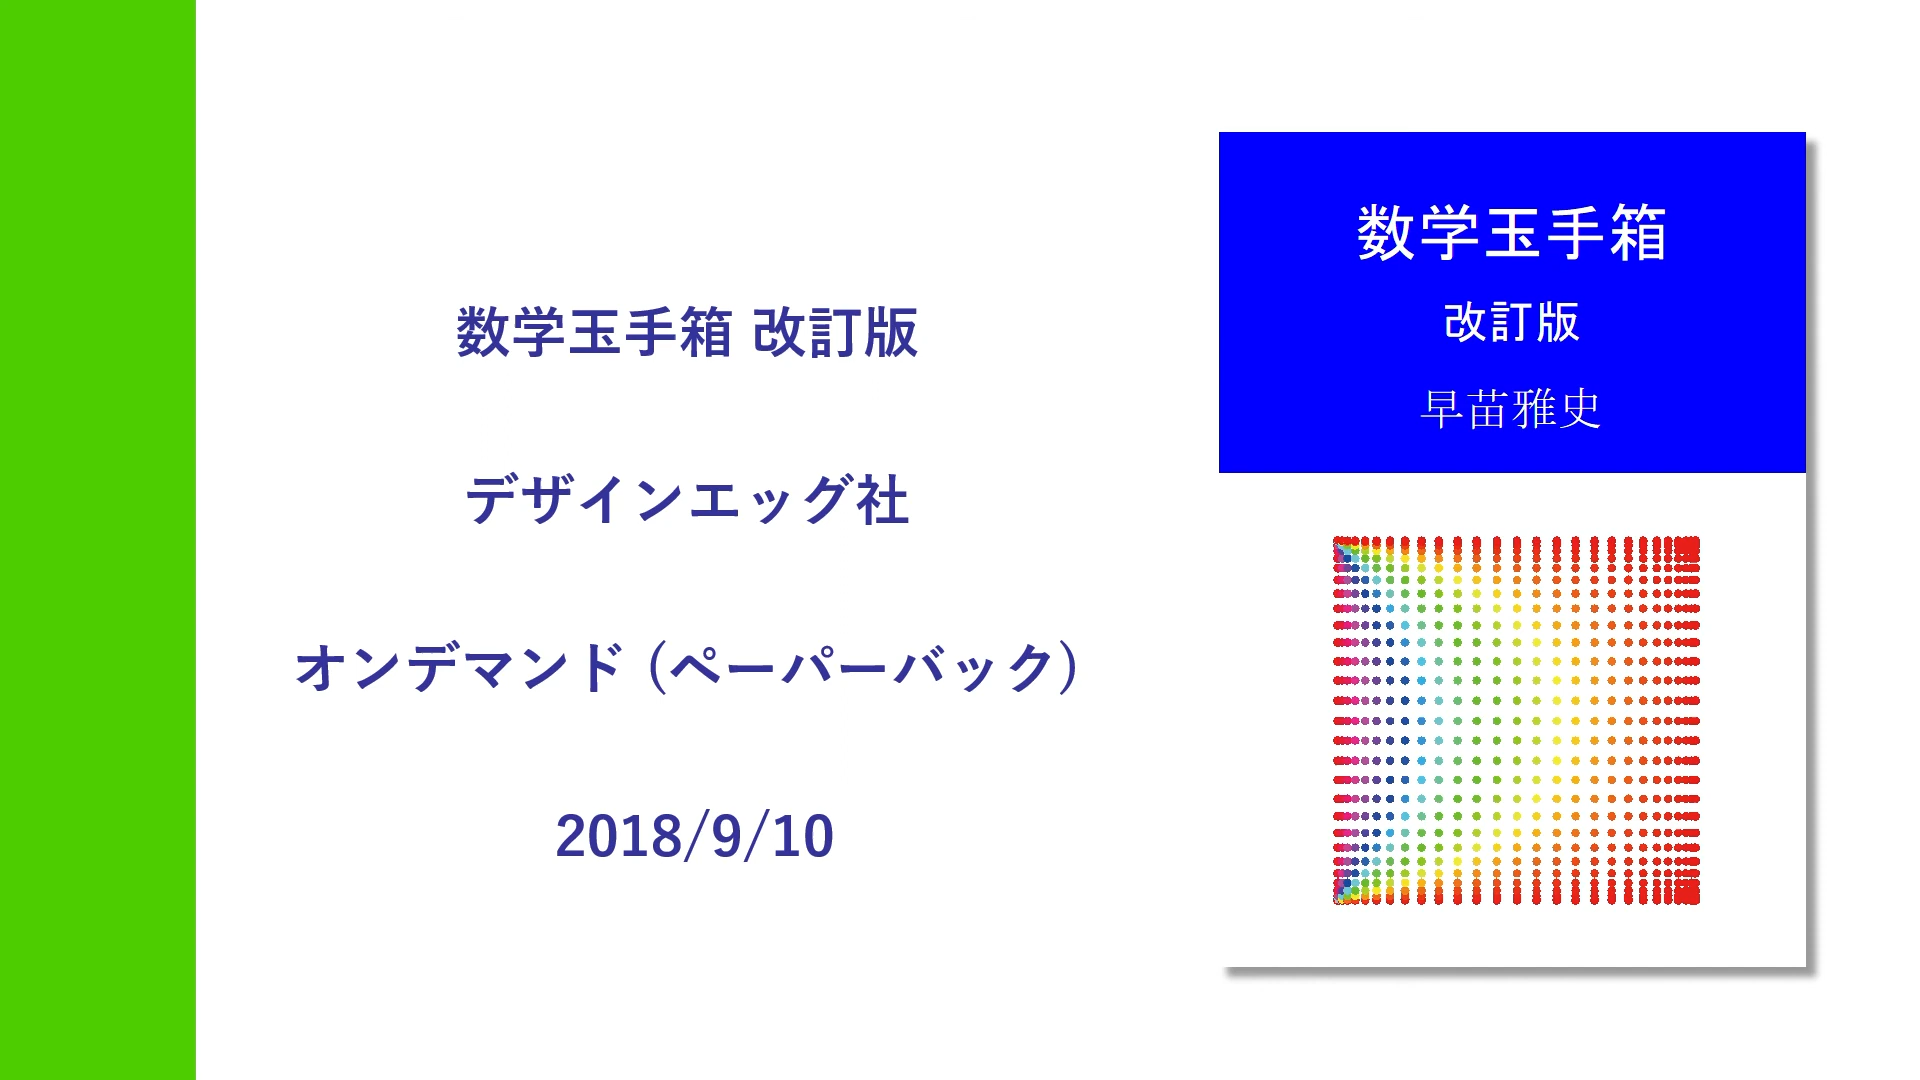 数学玉手箱 改訂版
デザインエッグ社
オンデマンド (ペーパーバック)
2018/9/10
数学玉手箱
改訂版
早苗雅史